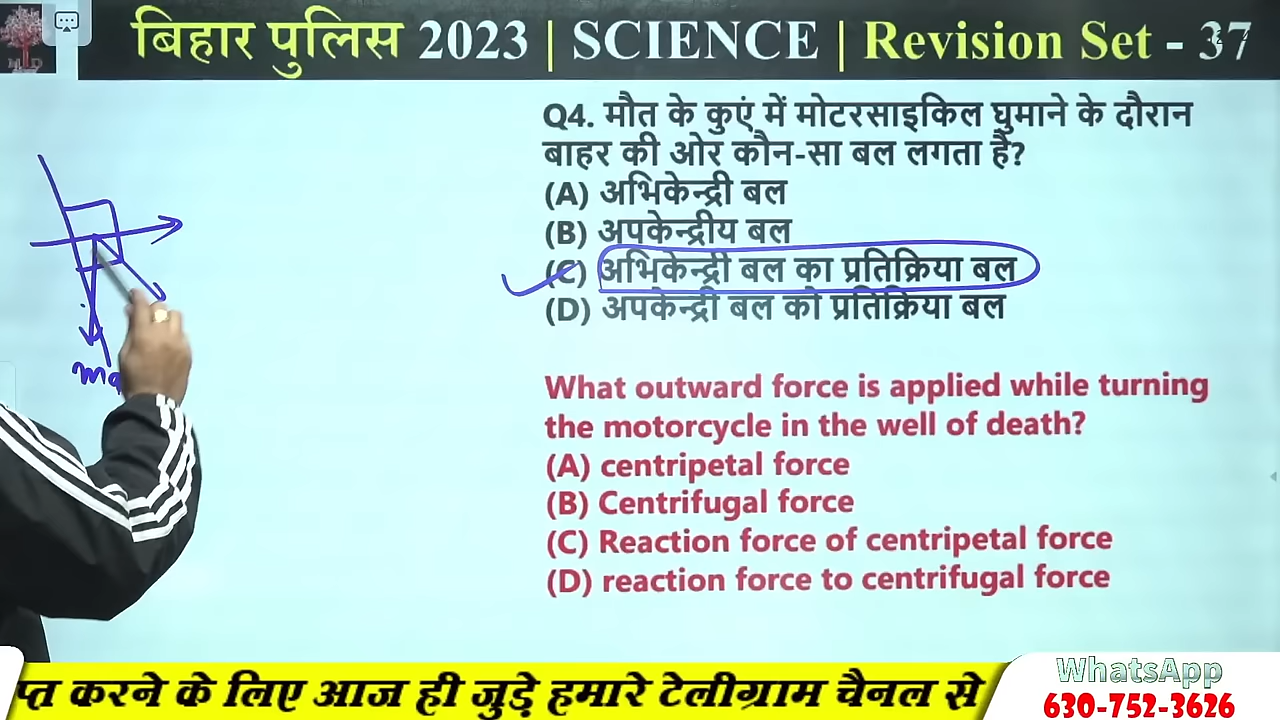 बिहार पुलिस 2023 | SCIENCE | Revision Set - 37
Q4. मौत के कुएं में मोटरसाइकिल घुमाने के दौरान
बाहर की ओर कौन-सा बल लगता है?
(A) अभिकेन्द्री बल
(B) अपकेन्द्रीय बल
(C) अभिकेन्द्री बल का प्रतिक्रिया बल
(D) अपकेन्द्री बल को प्रतिक्रिया बल
What outward force is applied while turning
the motorcycle in the well of death?
(A) centripetal force
(B) Centrifugal force
(C) Reaction force of centripetal force
(D) reaction force to centrifugal force
प्त करने के लिए आज ही जुड़े हमारे टेलीग्राम चैनल से
WhatsApp
630-752-3626